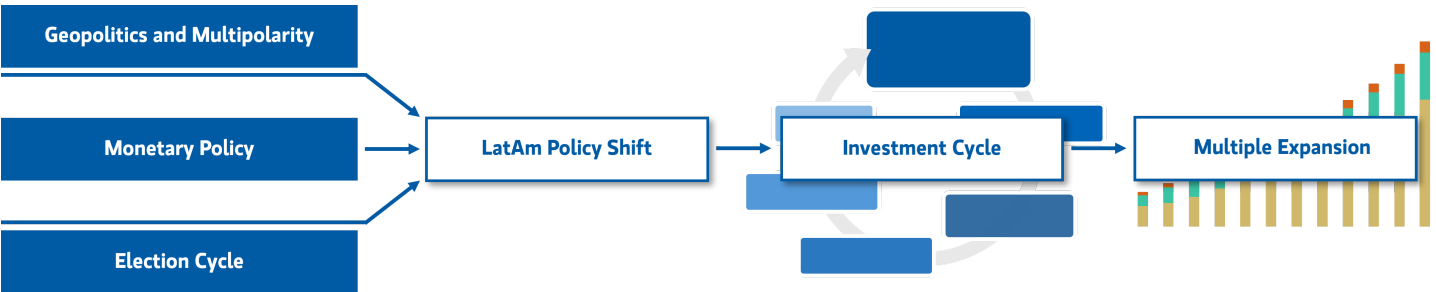 Geopolitics and Multipolarity
Monetary Policy
Election Cycle
LatAm Policy Shift
Investment Cycle
Multiple Expansion